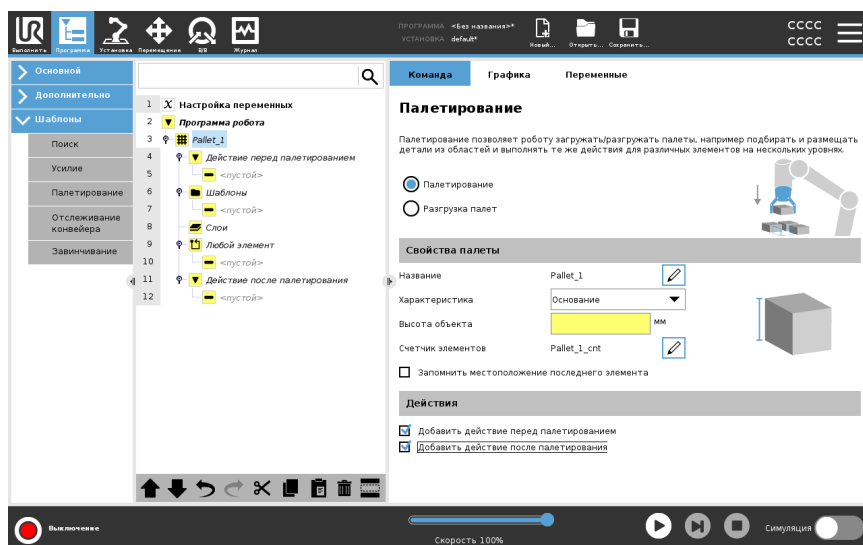 UR
Выполнить Программа Установка Перемещение В/В Журнал
ПРОГРАММА <Без названия>*
УСТАНОВКА default*
Новый... Открыть... Сохранить...
CCCC
CCCC
Основной
Дополнительно
Шаблоны
Поиск
Усилие
Палетирование
Отслеживание
конвейера
Завинчивание
1 X Настройка переменных
2 Программа робота
3 Pallet_1
4 Действие перед палетированием
5 <пустой>
6 Шаблоны
7 <пустой>
8 Слои
9 Любой элемент
10 <пустой>
11 Действие после палетирования
12 <пустой>
Команда Графика Переменные
Палетирование
Палетирование позволяет роботу загружать/разгружать палеты, например подбирать и размещать
детали из областей и выполнять те же действия для различных элементов на нескольких уровнях.
Палетирование
Разгрузка палет
Свойства палеты
Название Pallet_1
Характеристика Основание
Высота объекта мм
Счетчик элементов Pallet_1_cnt
Запомнить местоположение последнего элемента
Действия
Добавить действие перед палетированием
Добавить действие после палетирования
Выключение
Скорость 100%
Симуляция